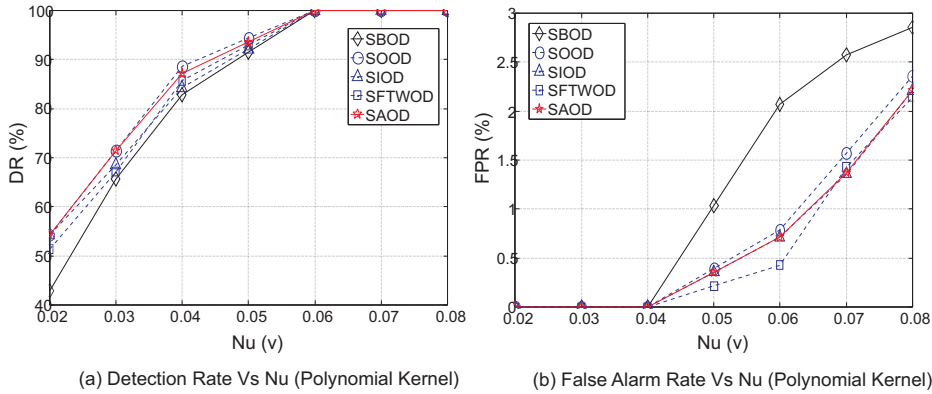 100
90
80
70
60
50
40
DR (%)
SBOD
SOOD
SIOD
SFTWOD
SAOD
0.02 0.03 0.04 0.05 0.06 0.07 0.08
Nu (v)
(a) Detection Rate Vs Nu (Polynomial Kernel)
3
2.5
2
1.5
1
0.5
0
FPR (%)
SBOD
SOOD
SIOD
SFTWOD
SAOD
0.02 0.03 0.04 0.05 0.06 0.07 0.08
Nu (v)
(b) False Alarm Rate Vs Nu (Polynomial Kernel)